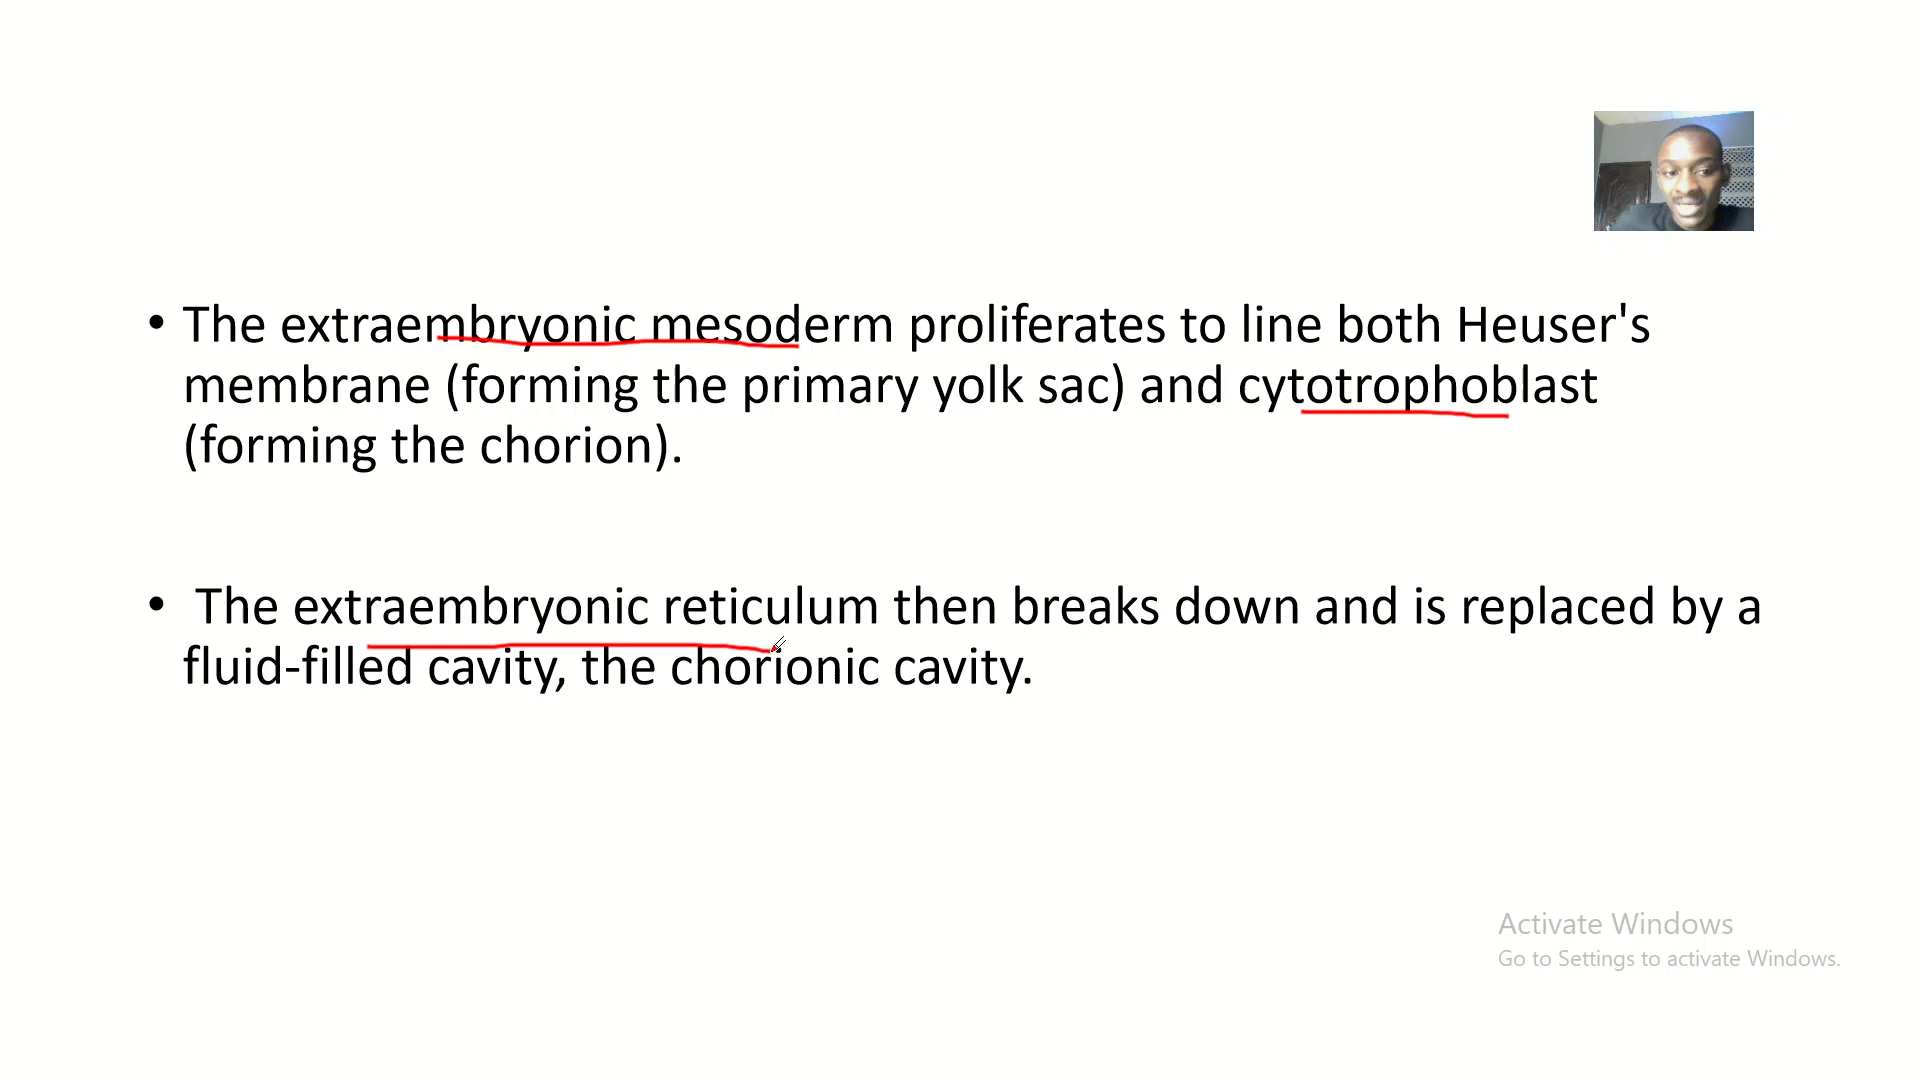 • The extraembryonic mesoderm proliferates to line both Heuser's
membrane (forming the primary yolk sac) and cytotrophoblast
(forming the chorion).
• The extraembryonic reticulum then breaks down and is replaced by a
fluid-filled cavity, the chorionic cavity.
Activate Windows
Go to Settings to activate Windows.